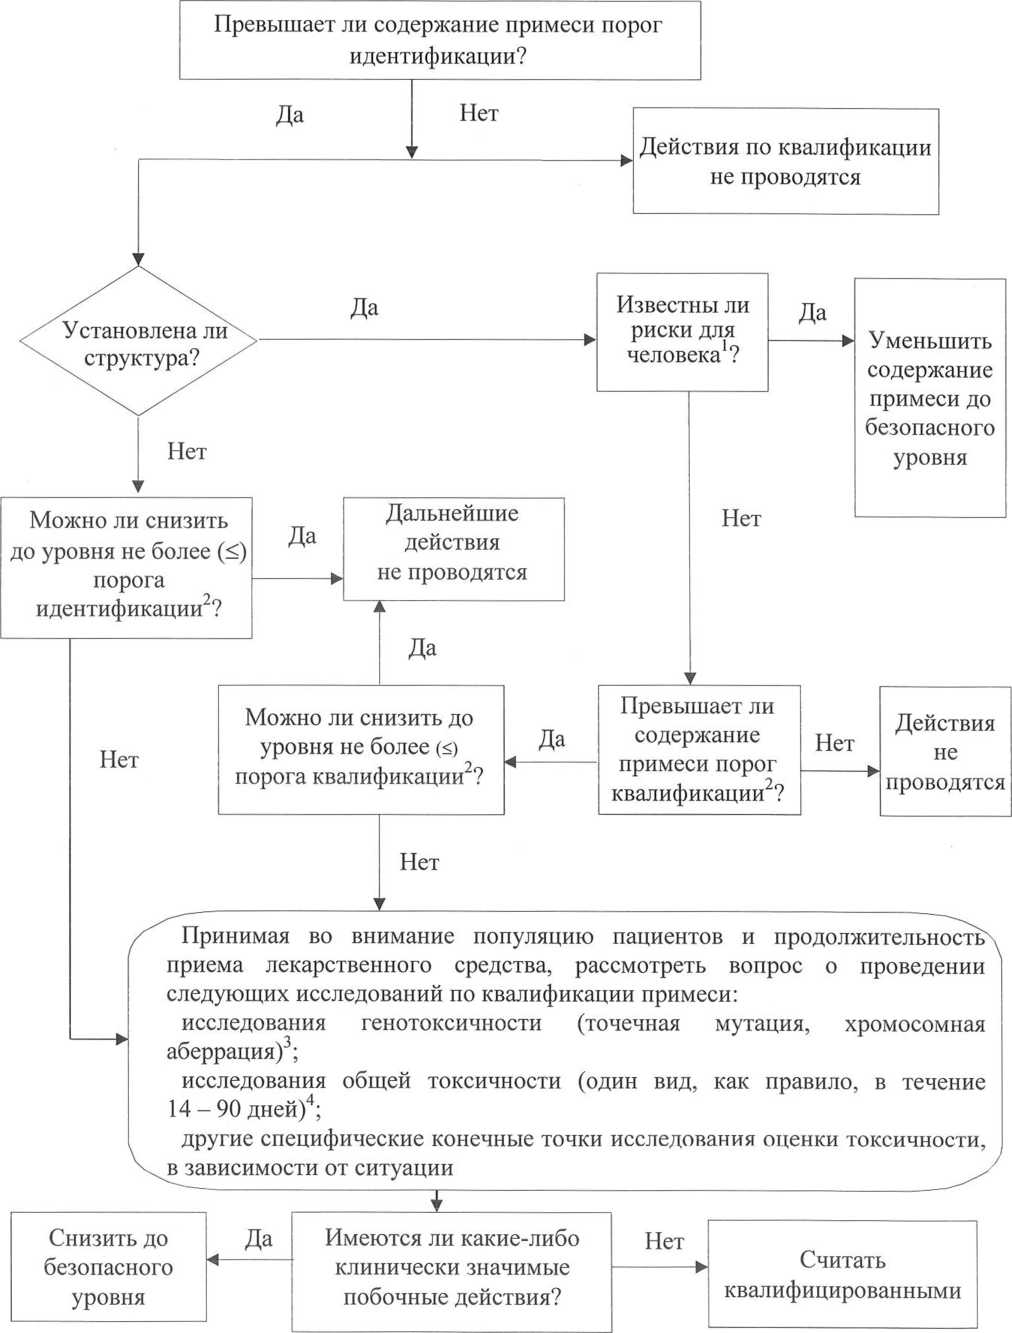 Превышает ли содержание примеси порог
идентификации?
Да
Нет
Действия по квалификации
не проводятся
Установлена ли
структура?
Да
Известны ли
риски для
человека¹?
Да
Уменьшить
содержание
примеси до
безопасного
уровня
Нет
Нет
Можно ли снизить
до уровня не более (≤)
порога
идентификации²?
Да
Дальнейшие
действия
не проводятся
Да
Нет
Можно ли снизить до
уровня не более (≤)
порога квалификации²?
Да
Превышает ли
содержание
примеси порог
квалификации²?
Нет
Действия
не
проводятся
Нет
Принимая во внимание популяцию пациентов и продолжительность
приема лекарственного средства, рассмотреть вопрос о проведении
следующих исследований по квалификации примеси:
исследования генотоксичности (точечная мутация, хромосомная
аберрация)³;
исследования общей токсичности (один вид, как правило, в течение
14 – 90 дней)⁴;
другие специфические конечные точки исследования оценки токсичности,
в зависимости от ситуации
Снизить до
безопасного
уровня
Да
Имеются ли какие-либо
клинически значимые
побочные действия?
Нет
Считать
квалифицированными